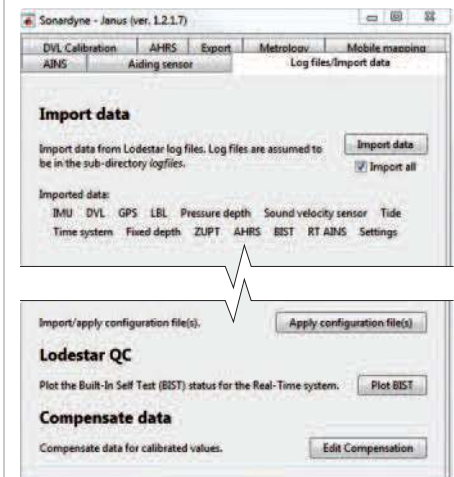 Sonardyne - Janus (ver. 1.2.1.7)
DVL Calibration AHRS Export Metrology Mobile mapping
AINS Aiding sensor Log files/Import data
Import data
Import data from Lodestar log files. Log files are assumed to
be in the sub-directory logfiles.
Import data
Import all
Imported data:
IMU DVL GPS LBL Pressure depth Sound velocity sensor Tide
Time system Fixed depth ZUPT AHRS BIST RT AINS Settings
Import/apply configuration file(s). Apply configuration file(s)
Lodestar QC
Plot the Built-In Self Test (BIST) status for the Real-Time system. Plot BIST
Compensate data
Compensate data for calibrated values. Edit Compensation